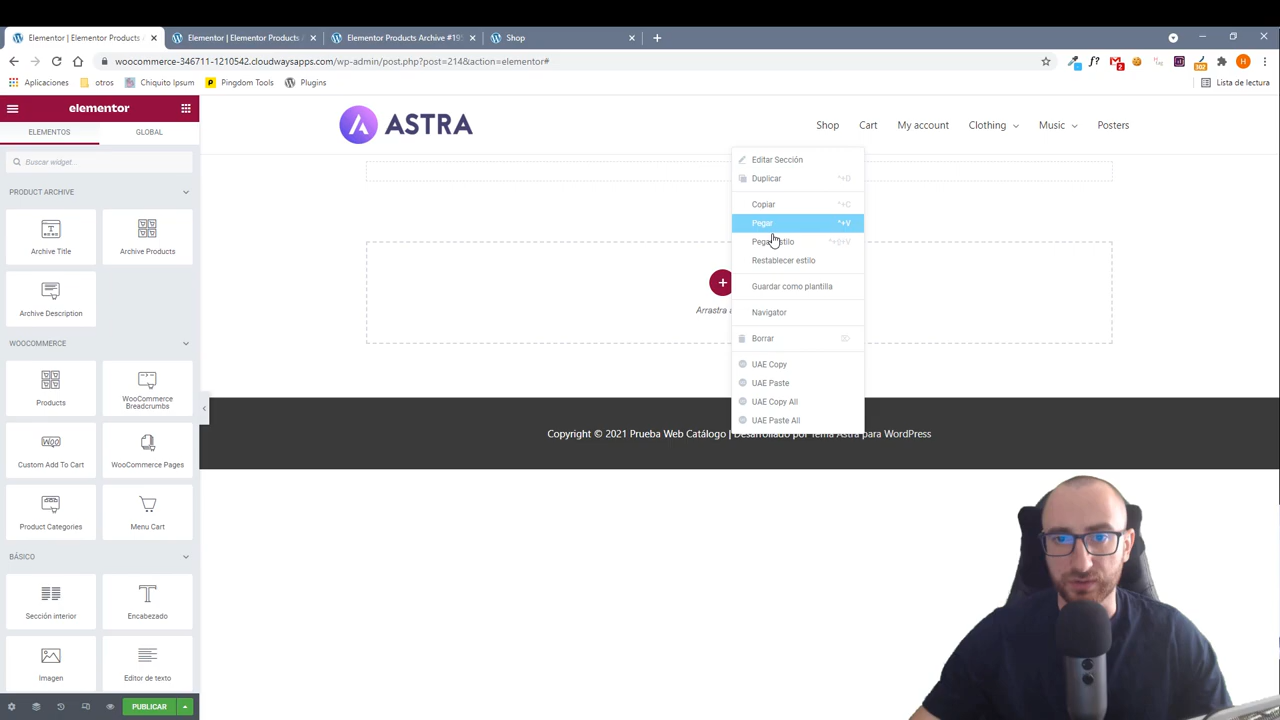 Elementor | Elementor Products A
Elementor | Elementor Products A
Elementor Products Archive #195
Shop
woocommerce-346711-1210542.cloudwaysapps.com/wp-admin/post.php?post=214&action=elementor#
Aplicaciones
otros
Chiquito Ipsum
Pingdom Tools
Plugins
Lista de lectura
elementor
ELEMENTOS
GLOBAL
Buscar widget...
PRODUCT ARCHIVE
Archive Title
Archive Products
Archive Description
WOOCOMMERCE
Products
WooCommerce Breadcrumbs
Custom Add To Cart
WooCommerce Pages
Product Categories
Menu Cart
BÁSICO
Sección interior
Encabezado
Imagen
Editor de texto
PUBLICAR
ASTRA
Shop
Cart
My account
Clothing
Music
Posters
Editar Sección
Duplicar ^+D
Copiar ^+C
Pegar ^+V
Pegar estilo ^+⇧+V
Restablecer estilo
Guardar como plantilla
Navigator
Borrar
UAE Copy
UAE Paste
UAE Copy All
UAE Paste All
Arrastra
Copyright © 2021 Prueba Web Catálogo | Desarrollado por Tema Astra para WordPress